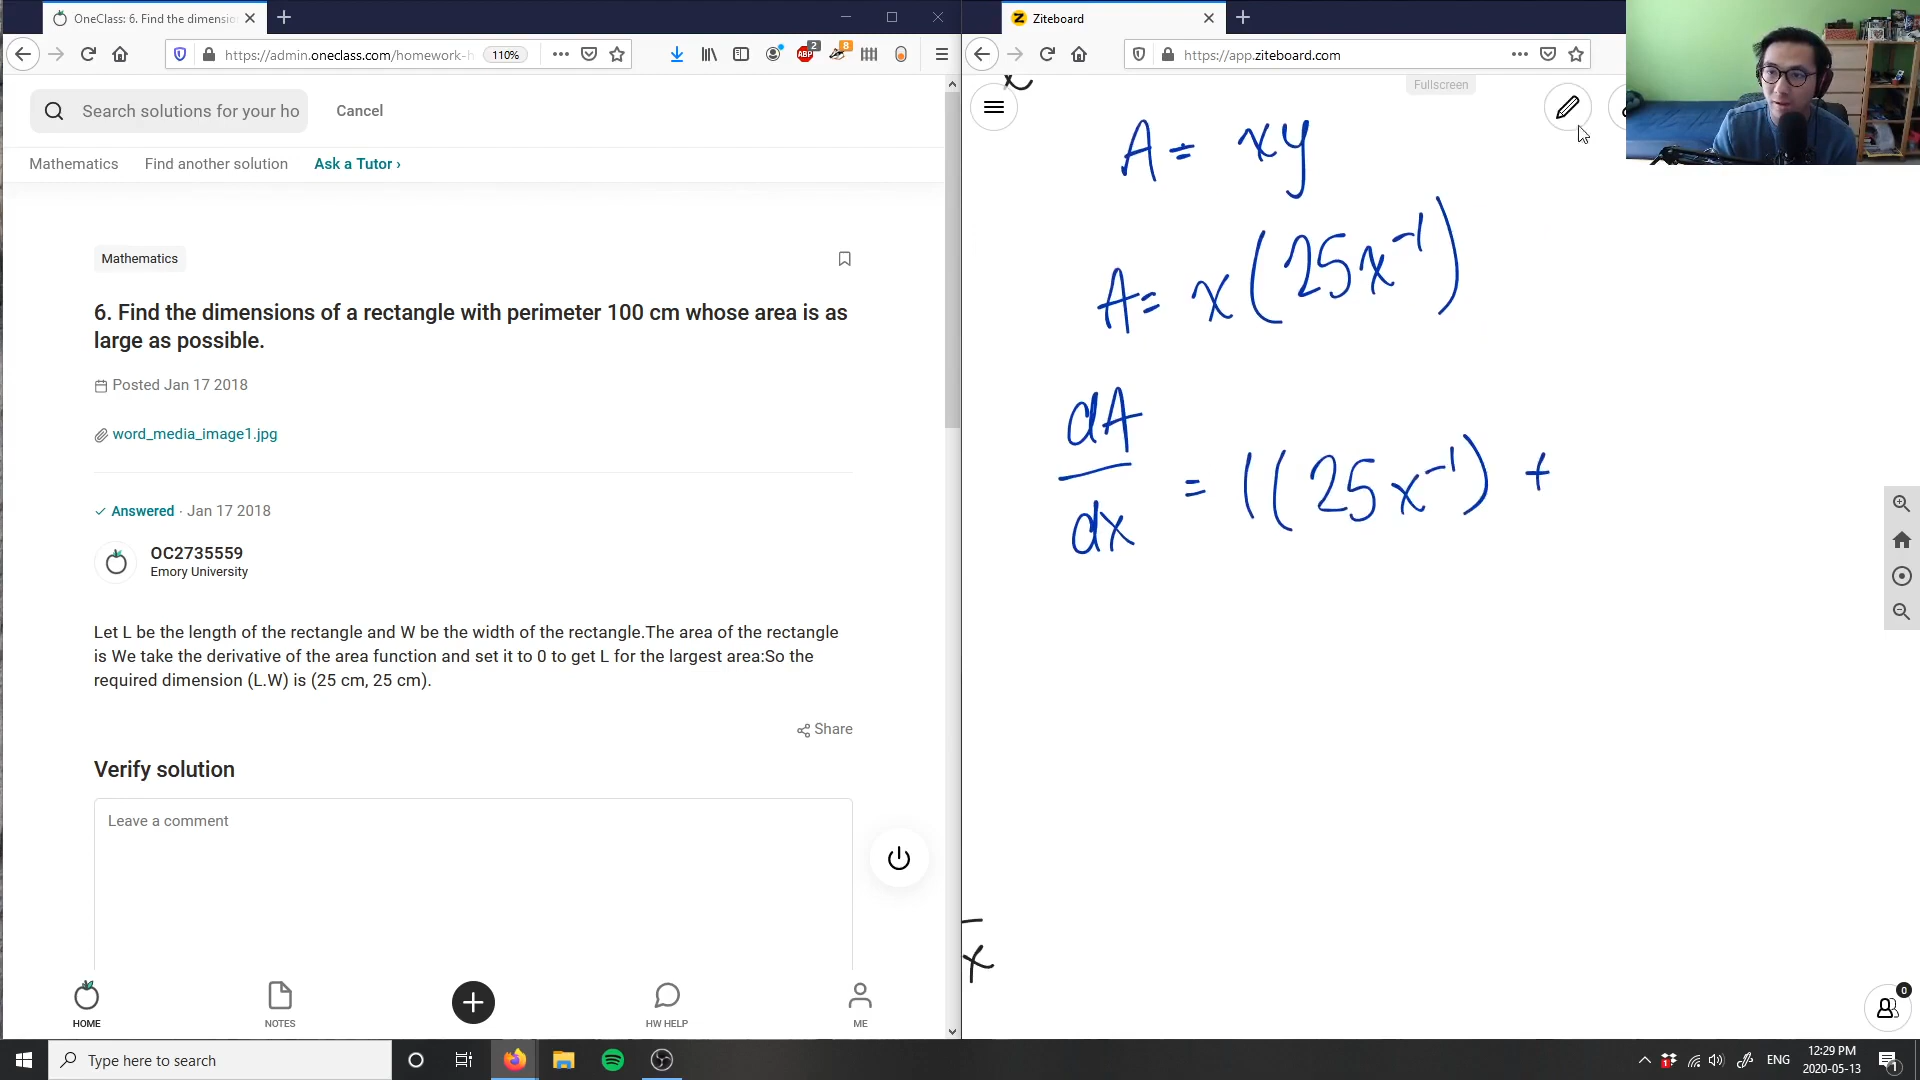 OneClass: 6. Find the dimensio
https://admin.oneclass.com/homework-h
110%
2
8
Search solutions for your ho
Cancel
Mathematics
Find another solution
Ask a Tutor ›
Mathematics
6. Find the dimensions of a rectangle with perimeter 100 cm whose area is as
large as possible.
Posted Jan 17 2018
word_media_image1.jpg
Answered · Jan 17 2018
OC2735559
Emory University
Let L be the length of the rectangle and W be the width of the rectangle.The area of the rectangle
is We take the derivative of the area function and set it to 0 to get L for the largest area:So the
required dimension (L.W) is (25 cm, 25 cm).
Share
Verify solution
Leave a comment
HOME
NOTES
HW HELP
ME
Ziteboard
https://app.ziteboard.com
Fullscreen
x
A = xy
A = x(25x⁻¹)
dA
dx
= 1(25x⁻¹) +
x
0
Type here to search
ENG
12:29 PM
2020-05-13
1